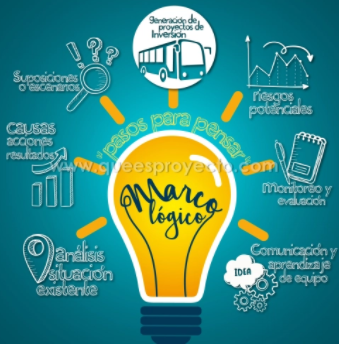 generación de
proyectos de
Inversión
Suposiciones
o escenarios
riesgos
potenciales
pasos para pensar
www.queesproyecto.com
causas
acciones
resultados
Marco
lógico
monitoreo y
evaluación
análisis
situación
existente
Comunicación y
aprendizaje
de equipo
IDEA